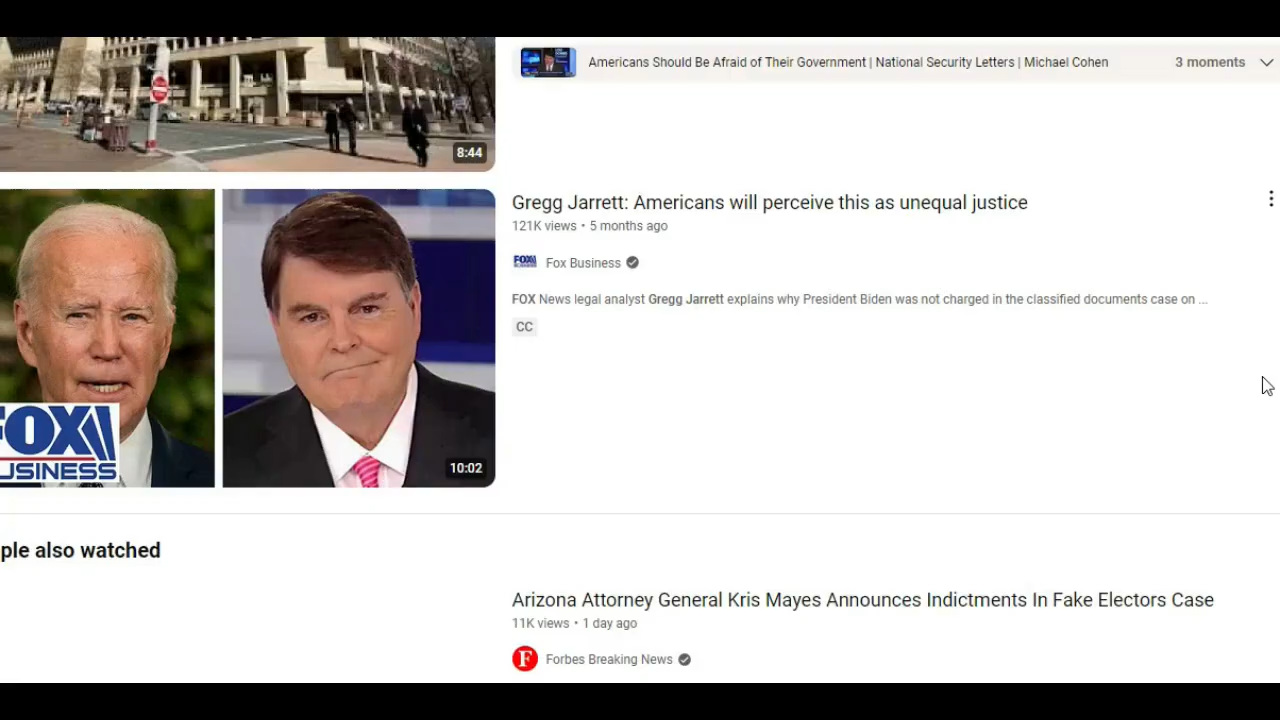 Americans Should Be Afraid of Their Government | National Security Letters | Michael Cohen
3 moments
8:44
Gregg Jarrett: Americans will perceive this as unequal justice
121K views • 5 months ago
FOX BUSINESS
Fox Business
FOX News legal analyst Gregg Jarrett explains why President Biden was not charged in the classified documents case on ...
CC
FOX
USINESS
10:02
ple also watched
Arizona Attorney General Kris Mayes Announces Indictments In Fake Electors Case
11K views • 1 day ago
F
Forbes Breaking News